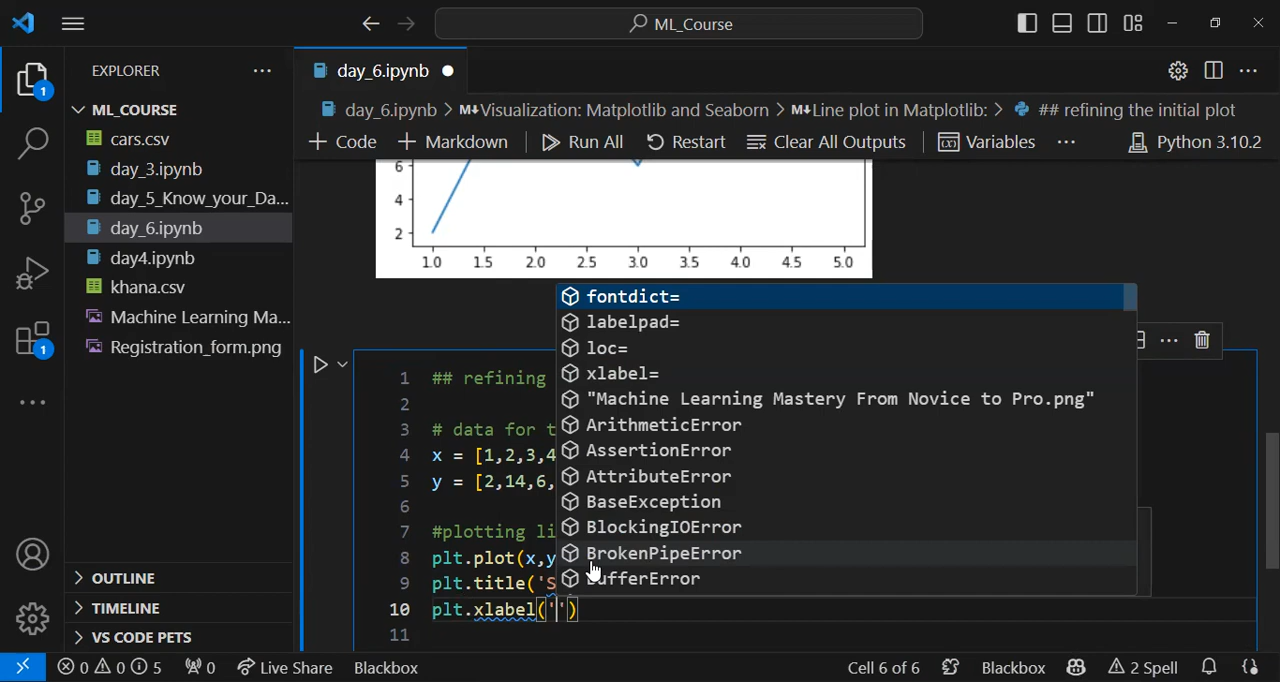 ML_Course
EXPLORER
day_6.ipynb
ML_COURSE
cars.csv
day_3.ipynb
day_5_Know_your_Da...
day_6.ipynb
day4.ipynb
khana.csv
Machine Learning Ma...
Registration_form.png
OUTLINE
TIMELINE
VS CODE PETS
1
1
day_6.ipynb > M↓Visualization: Matplotlib and Seaborn > M↓Line plot in Matplotlib: > ## refining the initial plot
+ Code + Markdown Run All Restart Clear All Outputs Variables ... Python 3.10.2
6
4
2
1.0 1.5 2.0 2.5 3.0 3.5 4.0 4.5 5.0
fontdict=
labelpad=
loc=
xlabel=
"Machine Learning Mastery From Novice to Pro.png"
ArithmeticError
AssertionError
AttributeError
BaseException
BlockingIOError
BrokenPipeError
BufferError
1 ## refining
2
3 # data for t
4 x = [1,2,3,4
5 y = [2,14,6,
6
7 #plotting li
8 plt.plot(x,y
9 plt.title('S
10 plt.xlabel('')
11
0 0 5 0 Live Share Blackbox Cell 6 of 6 Blackbox 2 Spell